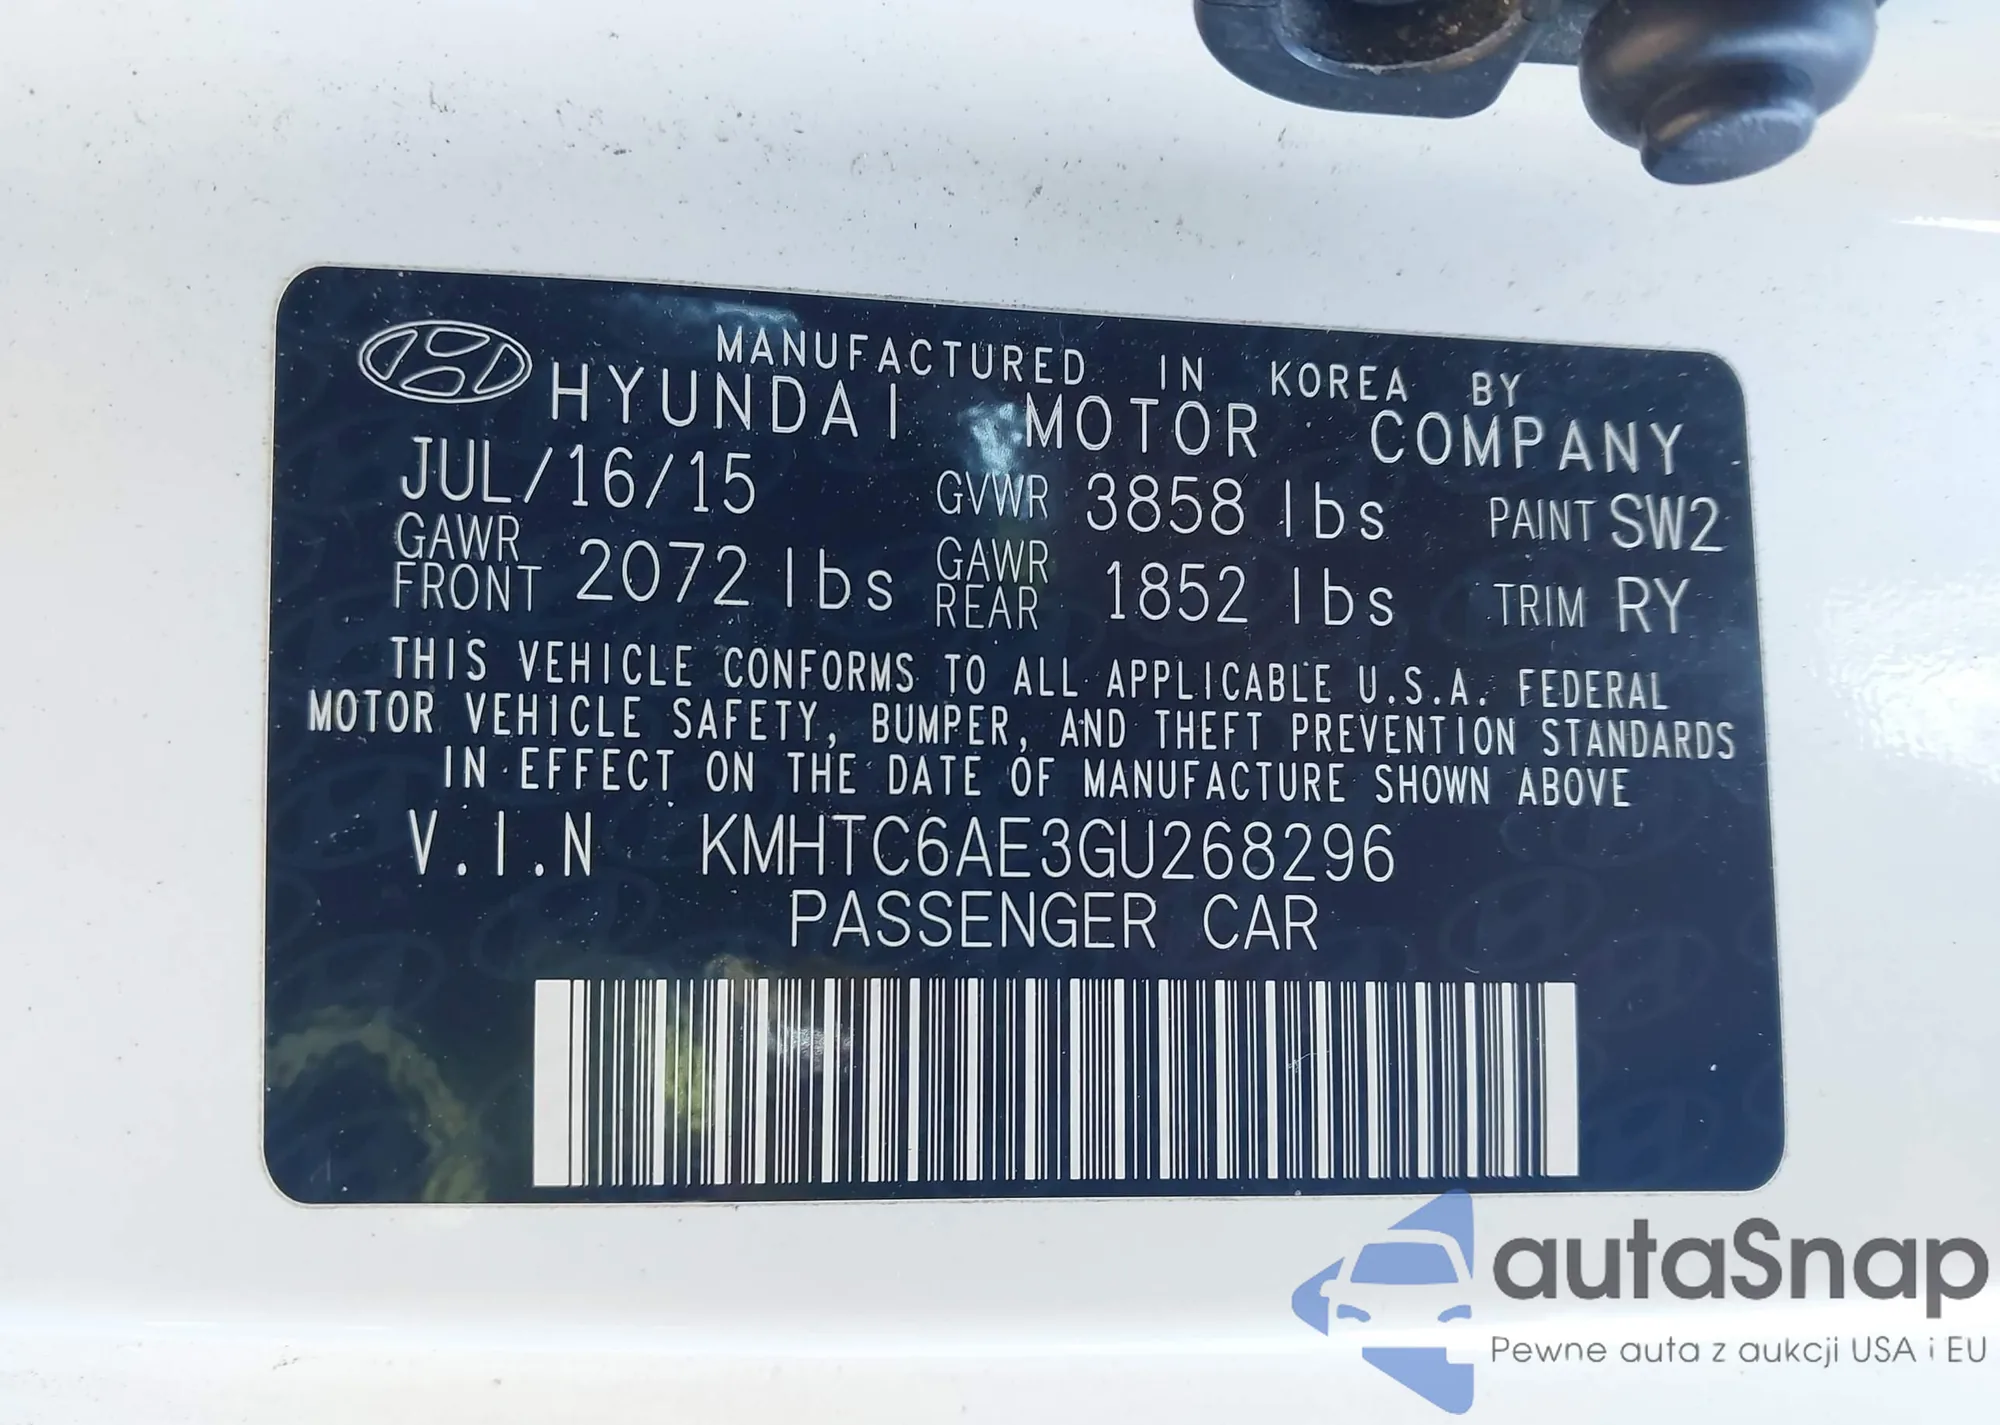 MANUFACTURED IN KOREA BY
HYUNDAI MOTOR COMPANY
JUL/16/15 GVWR 3858 lbs PAINT SW2
GAWR FRONT 2072 lbs GAWR REAR 1852 lbs TRIM RY
THIS VEHICLE CONFORMS TO ALL APPLICABLE U.S.A. FEDERAL
MOTOR VEHICLE SAFETY, BUMPER, AND THEFT PREVENTION STANDARDS
IN EFFECT ON THE DATE OF MANUFACTURE SHOWN ABOVE
V.I.N KMHTC6AE3GU268296
PASSENGER CAR
autaSnap
Pewne auta z aukcji USA i EU